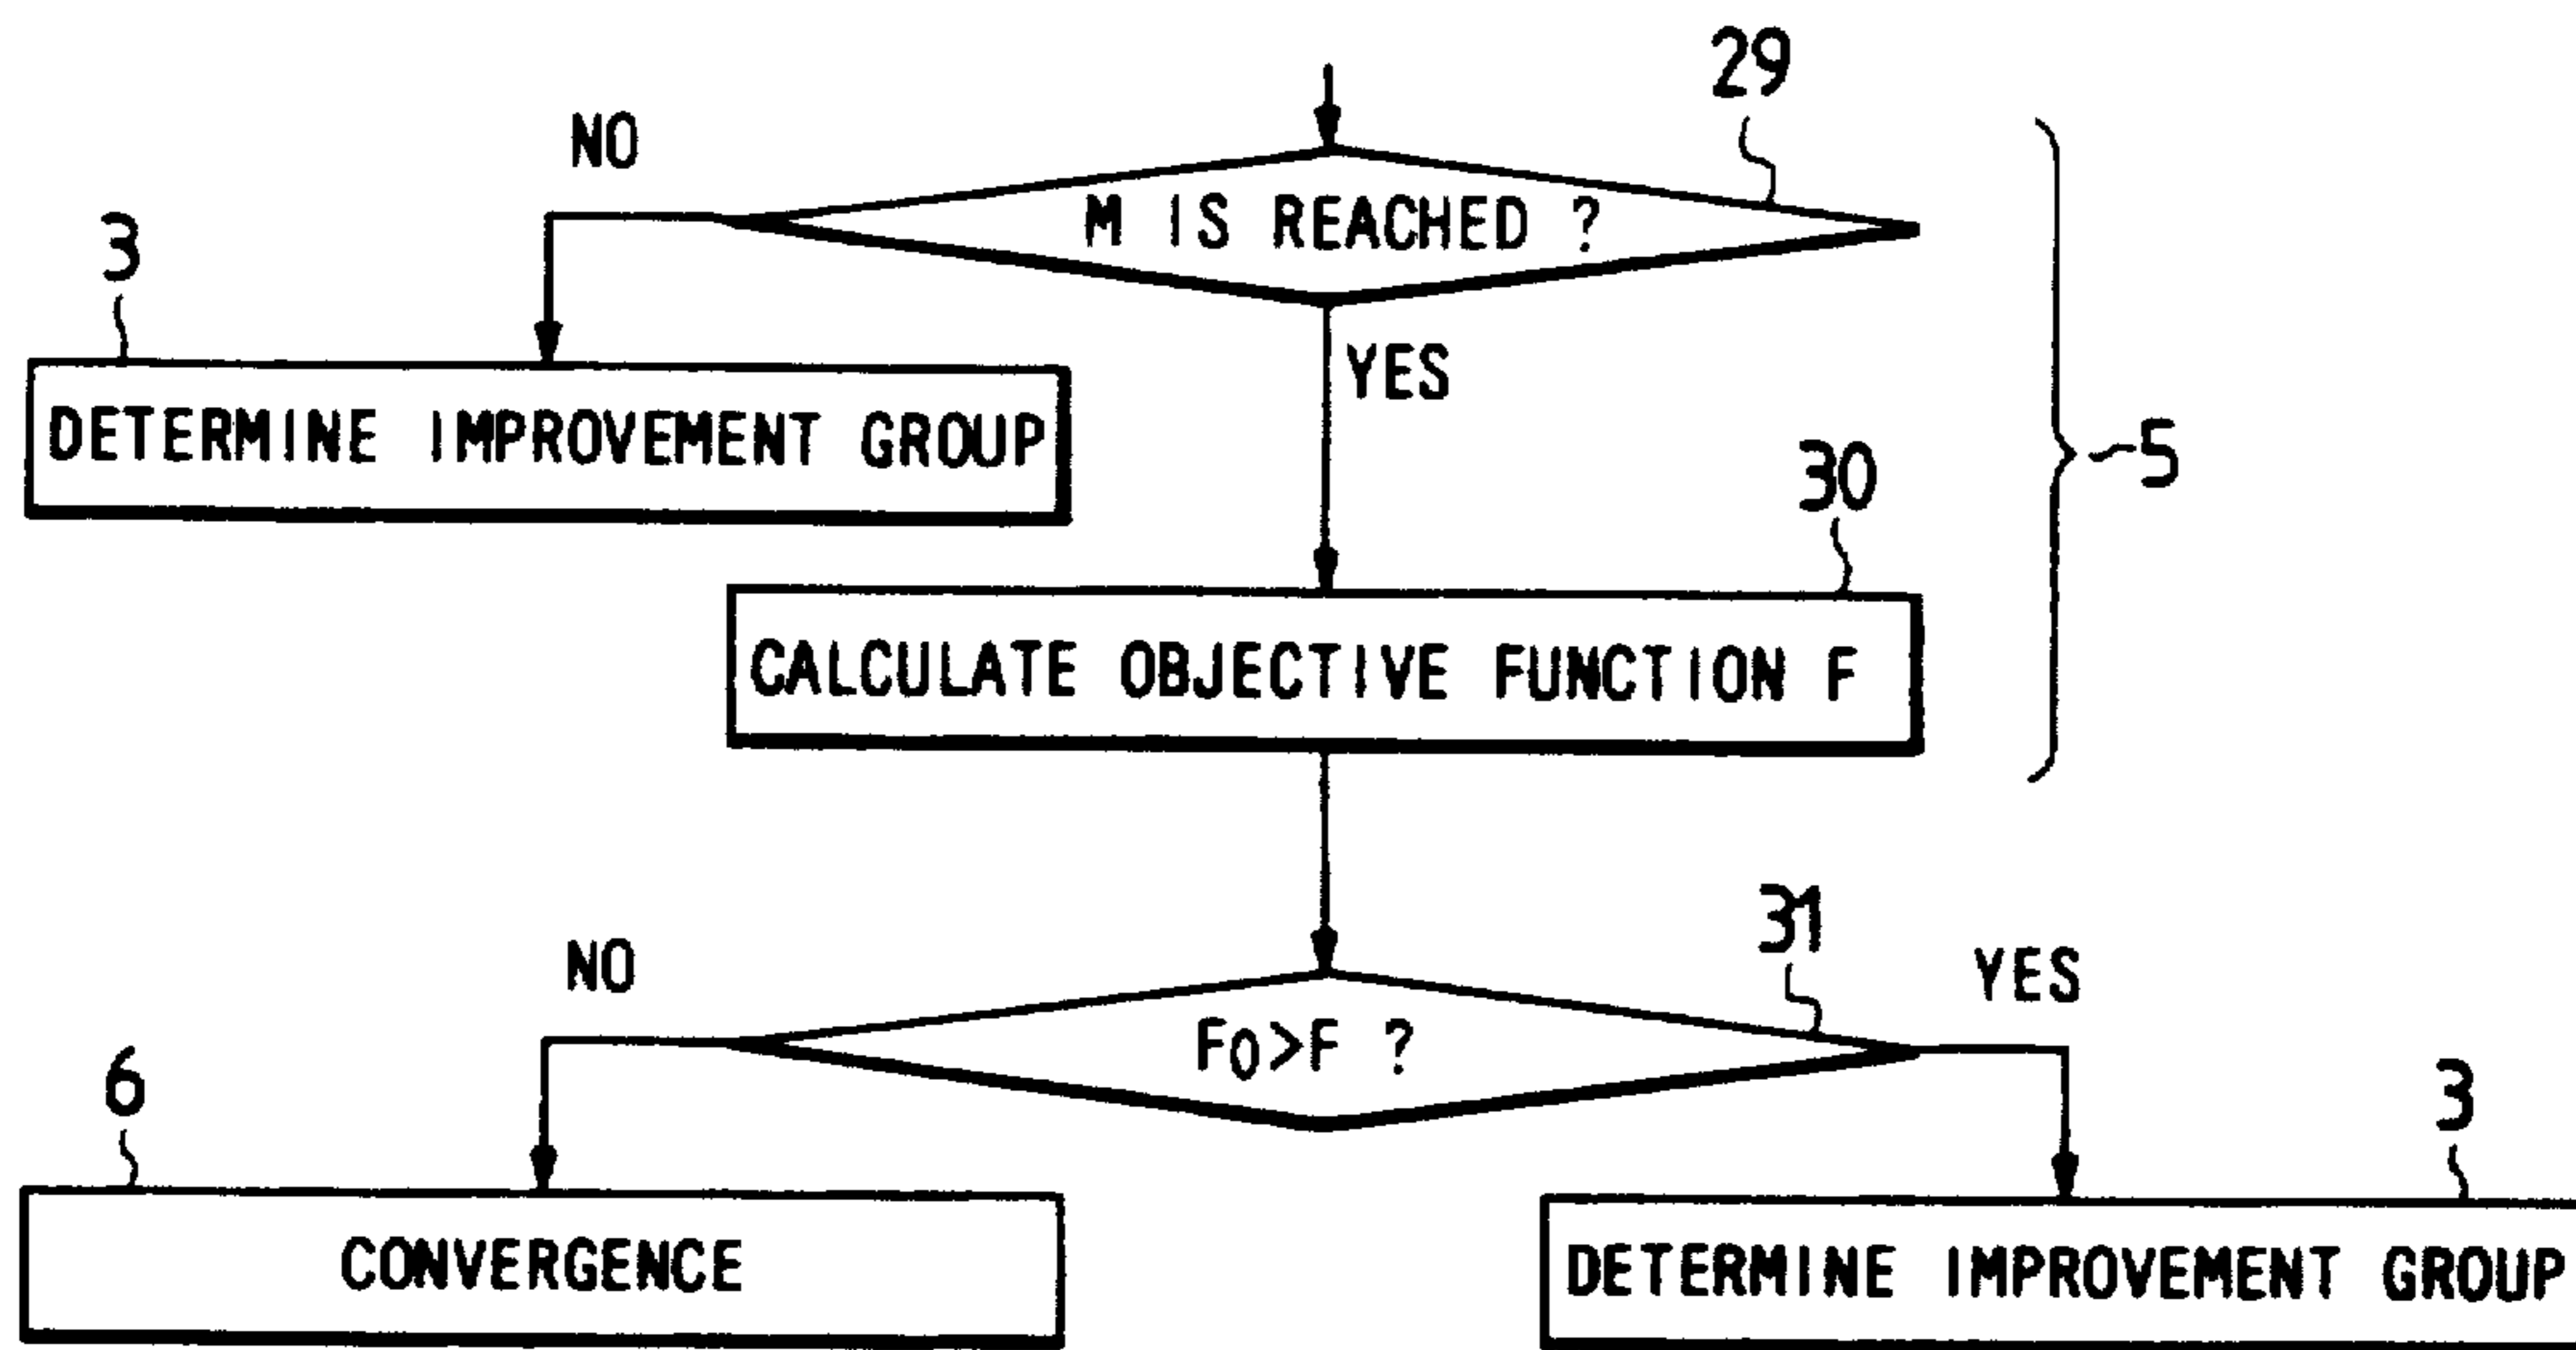 29
NO
M IS REACHED ?
3
YES
DETERMINE IMPROVEMENT GROUP
5
30
CALCULATE OBJECTIVE FUNCTION F
31
NO
YES
F0>F ?
6
3
CONVERGENCE
DETERMINE IMPROVEMENT GROUP